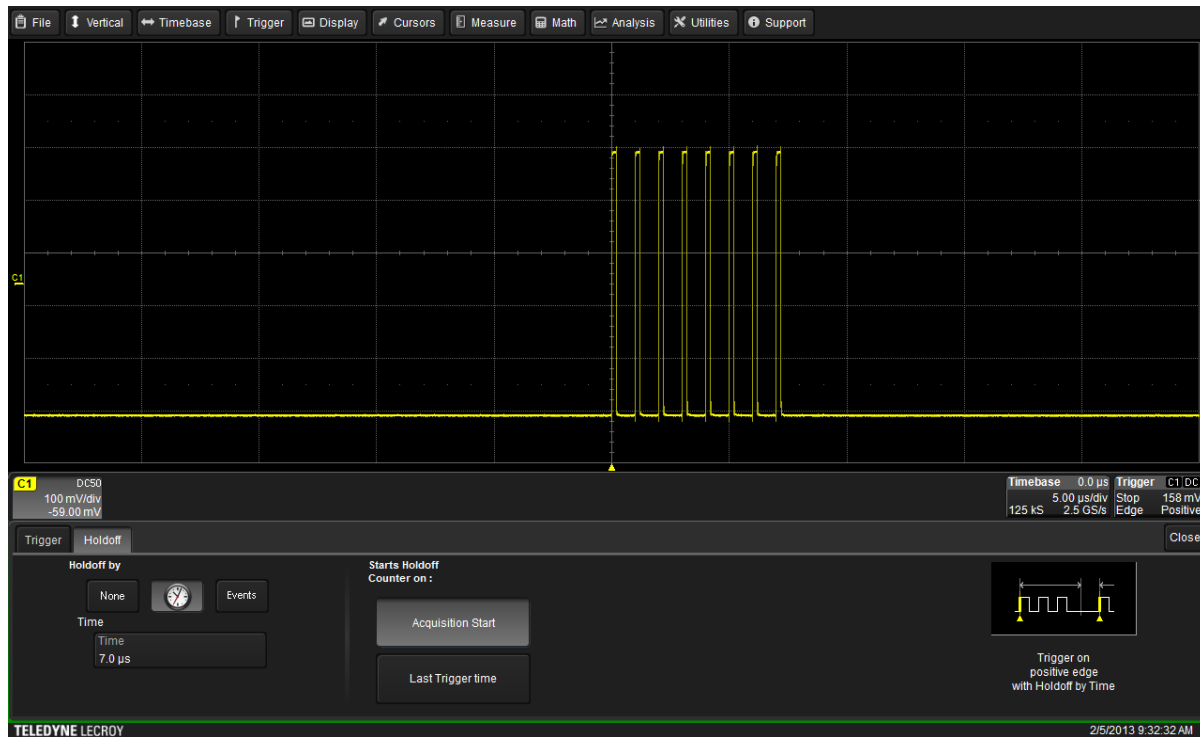 File Vertical Timebase Trigger Display Cursors Measure Math Analysis Utilities Support
C1
C1 DC50
100 mV/div
-59.00 mV
Timebase 0.0 µs
5.00 µs/div
125 kS 2.5 GS/s
Trigger C1 DC
Stop 158 mV
Edge Positive
Trigger Holdoff
Close
Holdoff by
None
Events
Time
Time
7.0 µs
Starts Holdoff
Counter on :
Acquisition Start
Last Trigger time
Trigger on
positive edge
with Holdoff by Time
TELEDYNE LECROY
2/5/2013 9:32:32 AM